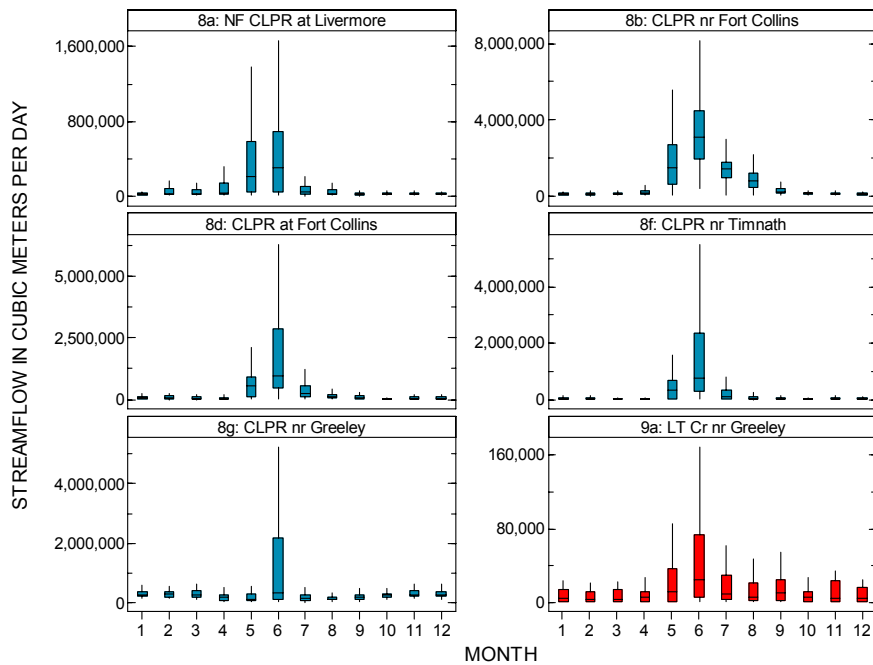 STREAMFLOW IN CUBIC METERS PER DAY
8a: NF CLPR at Livermore
1,600,000
800,000
0
8b: CLPR nr Fort Collins
8,000,000
4,000,000
0
8d: CLPR at Fort Collins
5,000,000
2,500,000
0
8f: CLPR nr Timnath
4,000,000
2,000,000
0
8g: CLPR nr Greeley
4,000,000
2,000,000
0
1 2 3 4 5 6 7 8 9 10 11 12
9a: LT Cr nr Greeley
160,000
80,000
0
1 2 3 4 5 6 7 8 9 10 11 12
MONTH